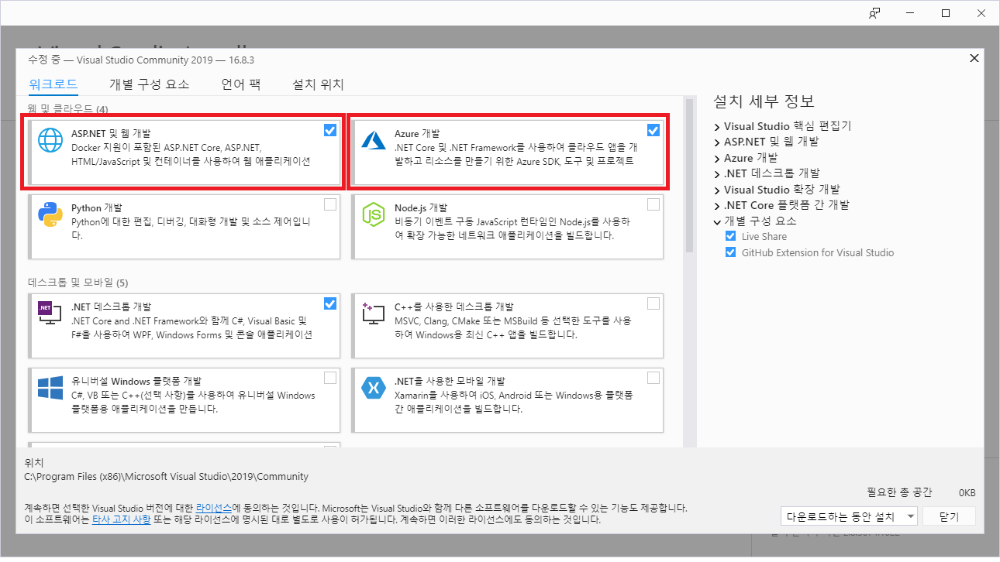 수정 중 — Visual Studio Community 2019 — 16.8.3
워크로드 개별 구성 요소 언어 팩 설치 위치
웹 및 클라우드 (4)
ASP.NET 및 웹 개발
Docker 지원이 포함된 ASP.NET Core, ASP.NET,
HTML/JavaScript 및 컨테이너를 사용하여 웹 애플리케이션
Azure 개발
.NET Core 및 .NET Framework를 사용하여 클라우드 앱을 개
발하고 리소스를 만들기 위한 Azure SDK, 도구 및 프로젝트
Python 개발
Python에 대한 편집, 디버깅, 대화형 개발 및 소스 제어입니
다.
Node.js 개발
비동기 이벤트 구동 JavaScript 런타임인 Node.js를 사용하
여 확장 가능한 네트워크 애플리케이션을 빌드합니다.
데스크톱 및 모바일 (5)
.NET 데스크톱 개발
.NET Core and .NET Framework와 함께 C#, Visual Basic 및
F#을 사용하여 WPF, Windows Forms 및 콘솔 애플리케이션
C++를 사용한 데스크톱 개발
MSVC, Clang, CMake 또는 MSBuild 등 선택한 도구를 사용
하여 Windows용 최신 C++ 앱을 빌드합니다.
유니버설 Windows 플랫폼 개발
C#, VB 또는 C++(선택 사항)를 사용하여 유니버설 Windows
플랫폼용 애플리케이션을 만듭니다.
.NET을 사용한 모바일 개발
Xamarin을 사용하여 iOS, Android 또는 Windows용 플랫폼
간 애플리케이션을 빌드합니다.
설치 세부 정보
Visual Studio 핵심 편집기
ASP.NET 및 웹 개발
Azure 개발
.NET 데스크톱 개발
Visual Studio 확장 개발
.NET Core 플랫폼 간 개발
개별 구성 요소
Live Share
GitHub Extension for Visual Studio
위치
C:\Program Files (x86)\Microsoft Visual Studio\2019\Community
필요한 총 공간 0KB
계속하면 선택한 Visual Studio 버전에 대한 라이선스에 동의하는 것입니다. Microsoft는 Visual Studio와 함께 다른 소프트웨어를 다운로드할 수 있는 기능도 제공합니다.
이 소프트웨어는 타사 고지 사항 또는 해당 라이선스에 명시된 대로 별도로 사용이 허가됩니다. 계속하면 이러한 라이선스에도 동의하는 것입니다.
다운로드하는 동안 설치 닫기